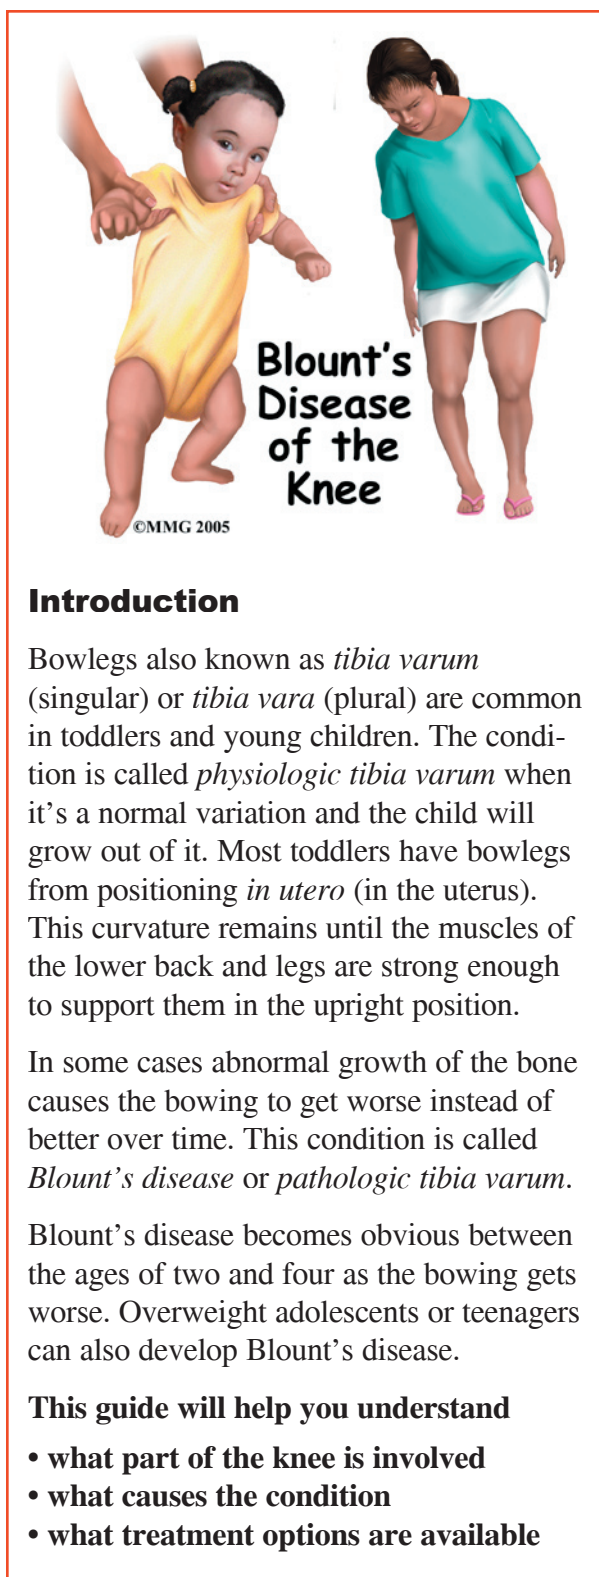 Blount's
Disease
of the
Knee
©MMG 2005
Introduction
Bowlegs also known as tibia varum
(singular) or tibia vara (plural) are common
in toddlers and young children. The condi-
tion is called physiologic tibia varum when
it's a normal variation and the child will
grow out of it. Most toddlers have bowlegs
from positioning in utero (in the uterus).
This curvature remains until the muscles of
the lower back and legs are strong enough
to support them in the upright position.
In some cases abnormal growth of the bone
causes the bowing to get worse instead of
better over time. This condition is called
Blount's disease or pathologic tibia varum.
Blount's disease becomes obvious between
the ages of two and four as the bowing gets
worse. Overweight adolescents or teenagers
can also develop Blount's disease.
This guide will help you understand
• what part of the knee is involved
• what causes the condition
• what treatment options are available